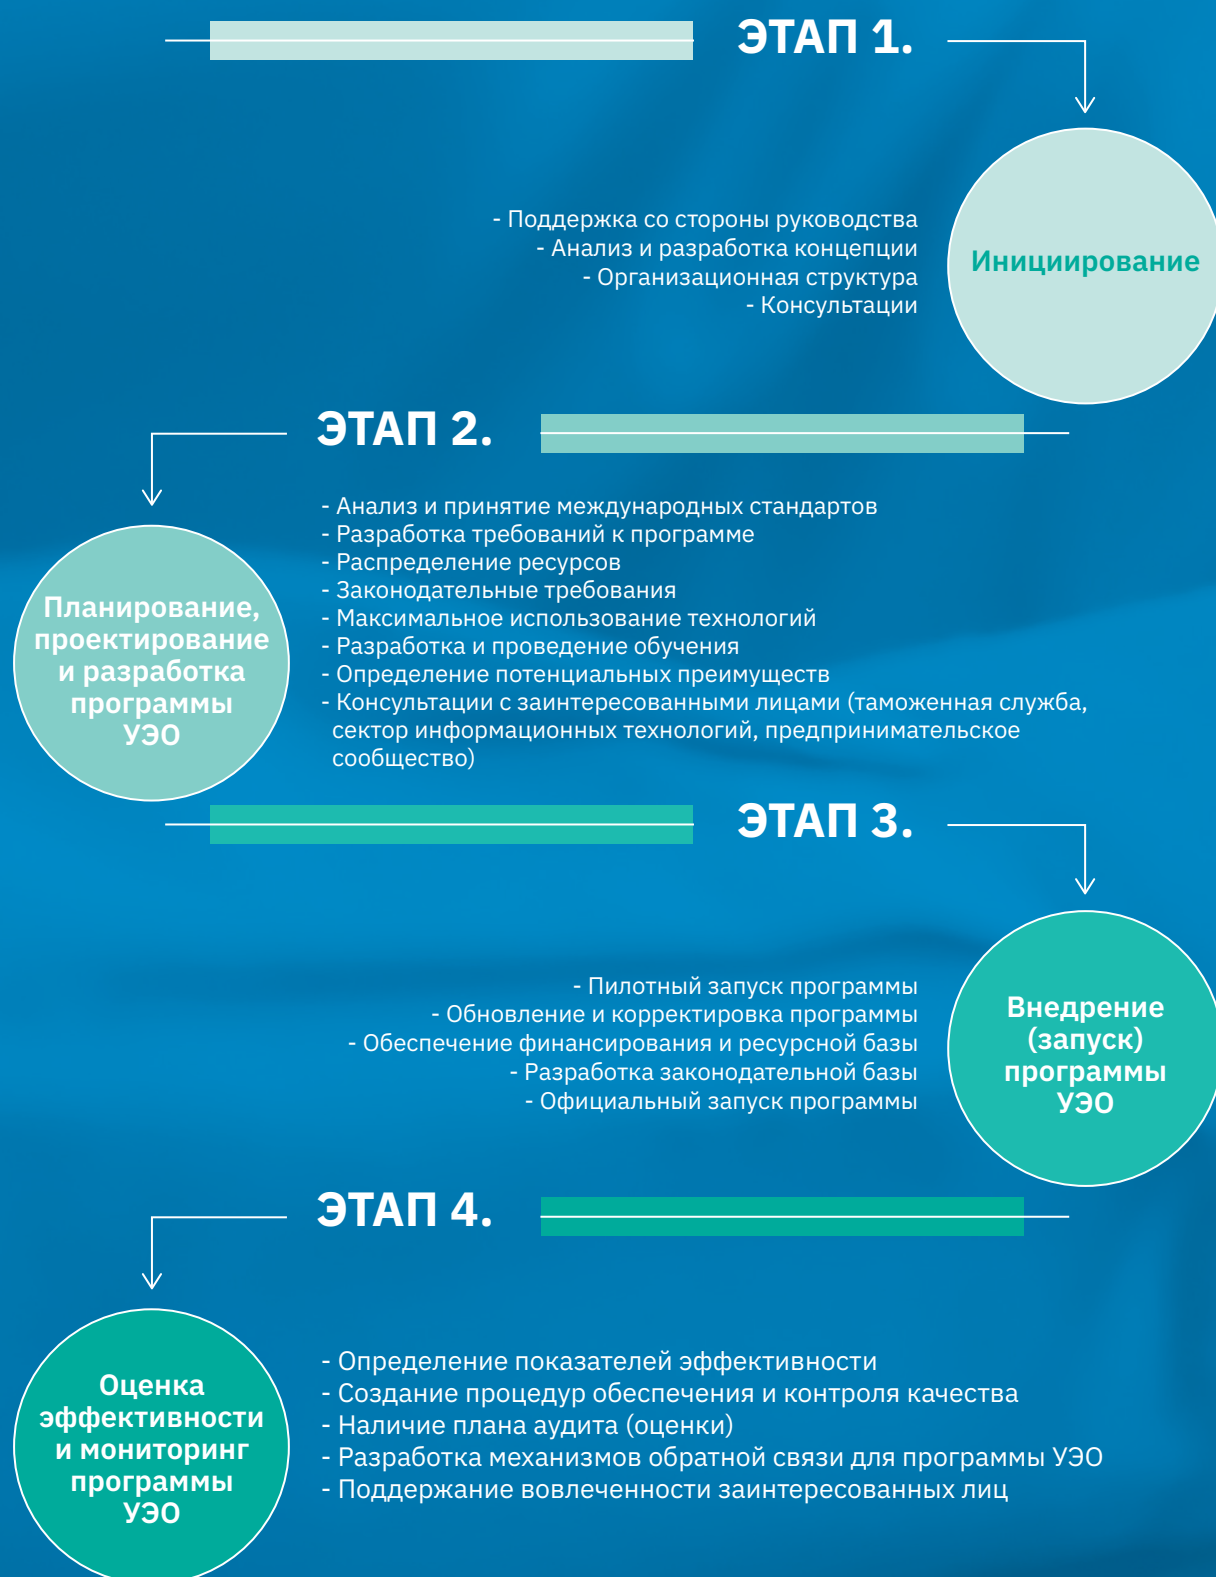 ЭТАП 1.
Инициирование
- Поддержка со стороны руководства
- Анализ и разработка концепции
- Организационная структура
- Консультации
ЭТАП 2.
Планирование,
проектирование
и разработка
программы
УЭО
- Анализ и принятие международных стандартов
- Разработка требований к программе
- Распределение ресурсов
- Законодательные требования
- Максимальное использование технологий
- Разработка и проведение обучения
- Определение потенциальных преимуществ
- Консультации с заинтересованными лицами (таможенная служба,
сектор информационных технологий, предпринимательское
сообщество)
ЭТАП 3.
Внедрение
(запуск)
программы
УЭО
- Пилотный запуск программы
- Обновление и корректировка программы
- Обеспечение финансирования и ресурсной базы
- Разработка законодательной базы
- Официальный запуск программы
ЭТАП 4.
Оценка
эффективности
и мониторинг
программы
УЭО
- Определение показателей эффективности
- Создание процедур обеспечения и контроля качества
- Наличие плана аудита (оценки)
- Разработка механизмов обратной связи для программы УЭО
- Поддержание вовлеченности заинтересованных лиц